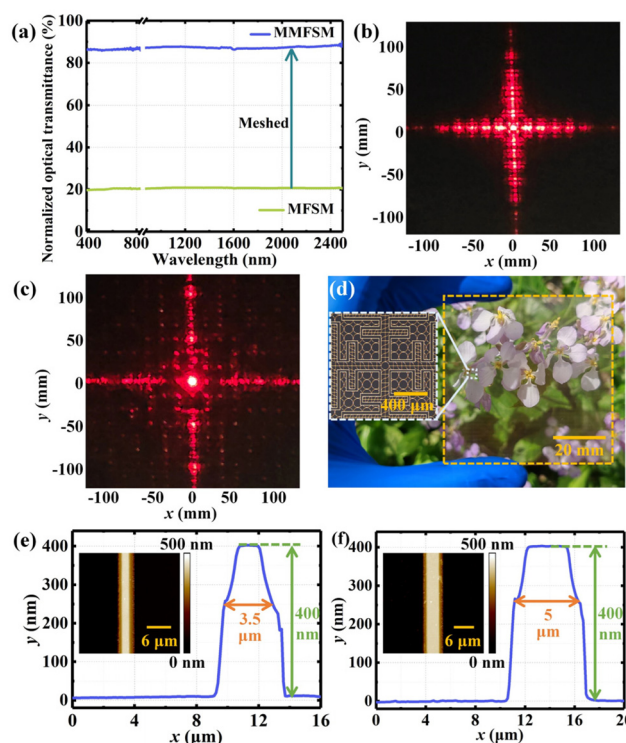 (a)
Normalized optical transmittance (%)
100
80
60
40
20
0
MMFSM
Meshed
MFSM
400
800
1200
1600
2000
2400
Wavelength (nm)
(b)
y (mm)
100
50
0
-50
-100
-100
-50
0
50
100
x (mm)
(c)
y (mm)
100
50
0
-50
-100
-100
-50
0
50
100
x (mm)
(d)
400 μm
20 mm
(e)
y (nm)
400
300
200
100
0
500 nm
6 μm
0 nm
3.5
μm
400
nm
0
4
8
12
16
x (μm)
(f)
y (nm)
400
300
200
100
0
500 nm
6 μm
0 nm
5
μm
400
nm
0
4
8
12
16
20
x (μm)